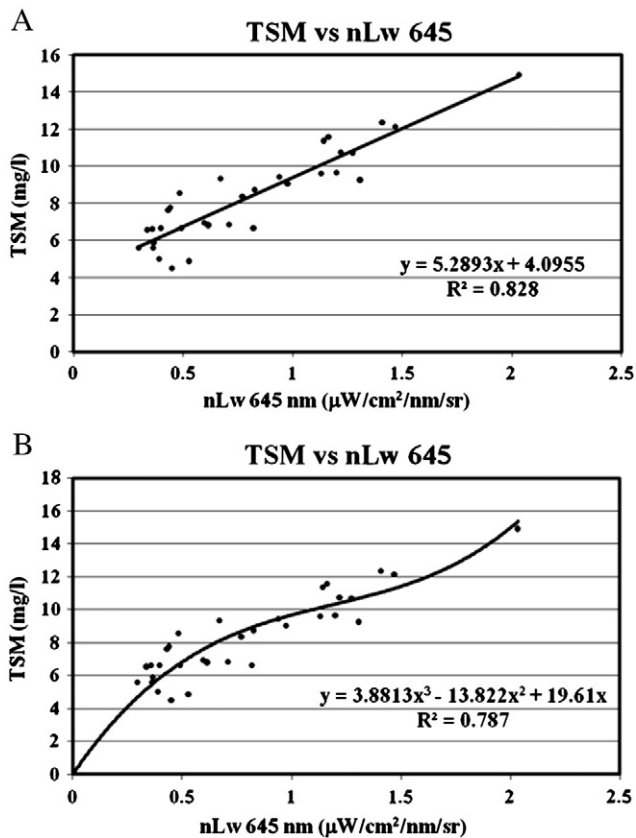 A
TSM vs nLw 645
16
14
12
10
8
6
4
2
0
TSM (mg/l)
y = 5.2893x + 4.0955
R² = 0.828
0 0.5 1 1.5 2 2.5
nLw 645 nm (µW/cm²/nm/sr)
B
TSM vs nLw 645
18
16
14
12
10
8
6
4
2
0
TSM (mg/l)
y = 3.8813x³ - 13.822x² + 19.61x
R² = 0.787
0 0.5 1 1.5 2 2.5
nLw 645 nm (µW/cm²/nm/sr)